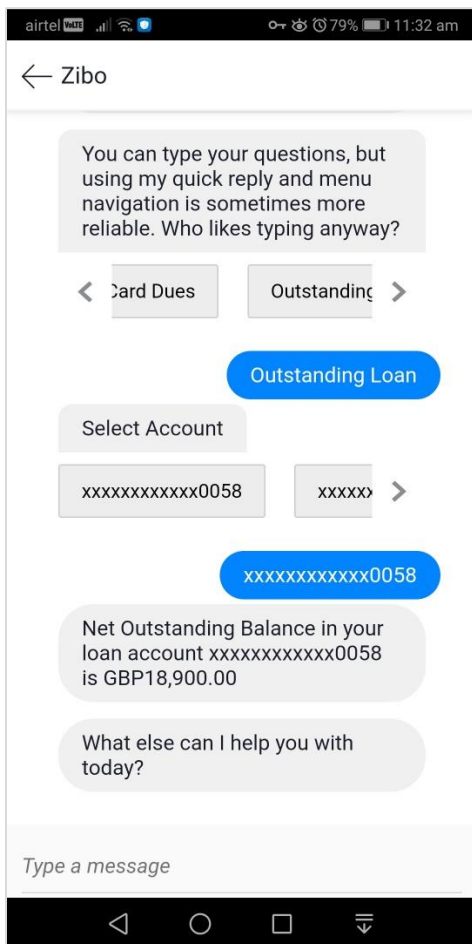 airtel VoLTE 79% 11:32 am
Zibo
You can type your questions, but
using my quick reply and menu
navigation is sometimes more
reliable. Who likes typing anyway?
Card Dues Outstanding
Outstanding Loan
Select Account
xxxxxxxxxxxx0058 xxxxxx
xxxxxxxxxxxx0058
Net Outstanding Balance in your
loan account xxxxxxxxxxxx0058
is GBP18,900.00
What else can I help you with
today?
Type a message